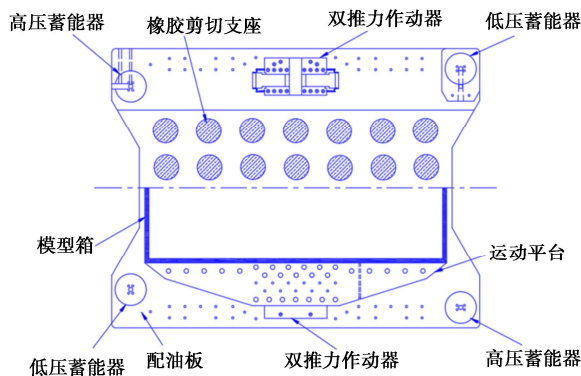 高压蓄能器
橡胶剪切支座
双推力作动器
低压蓄能器
模型箱
运动平台
低压蓄能器
配油板
双推力作动器
高压蓄能器